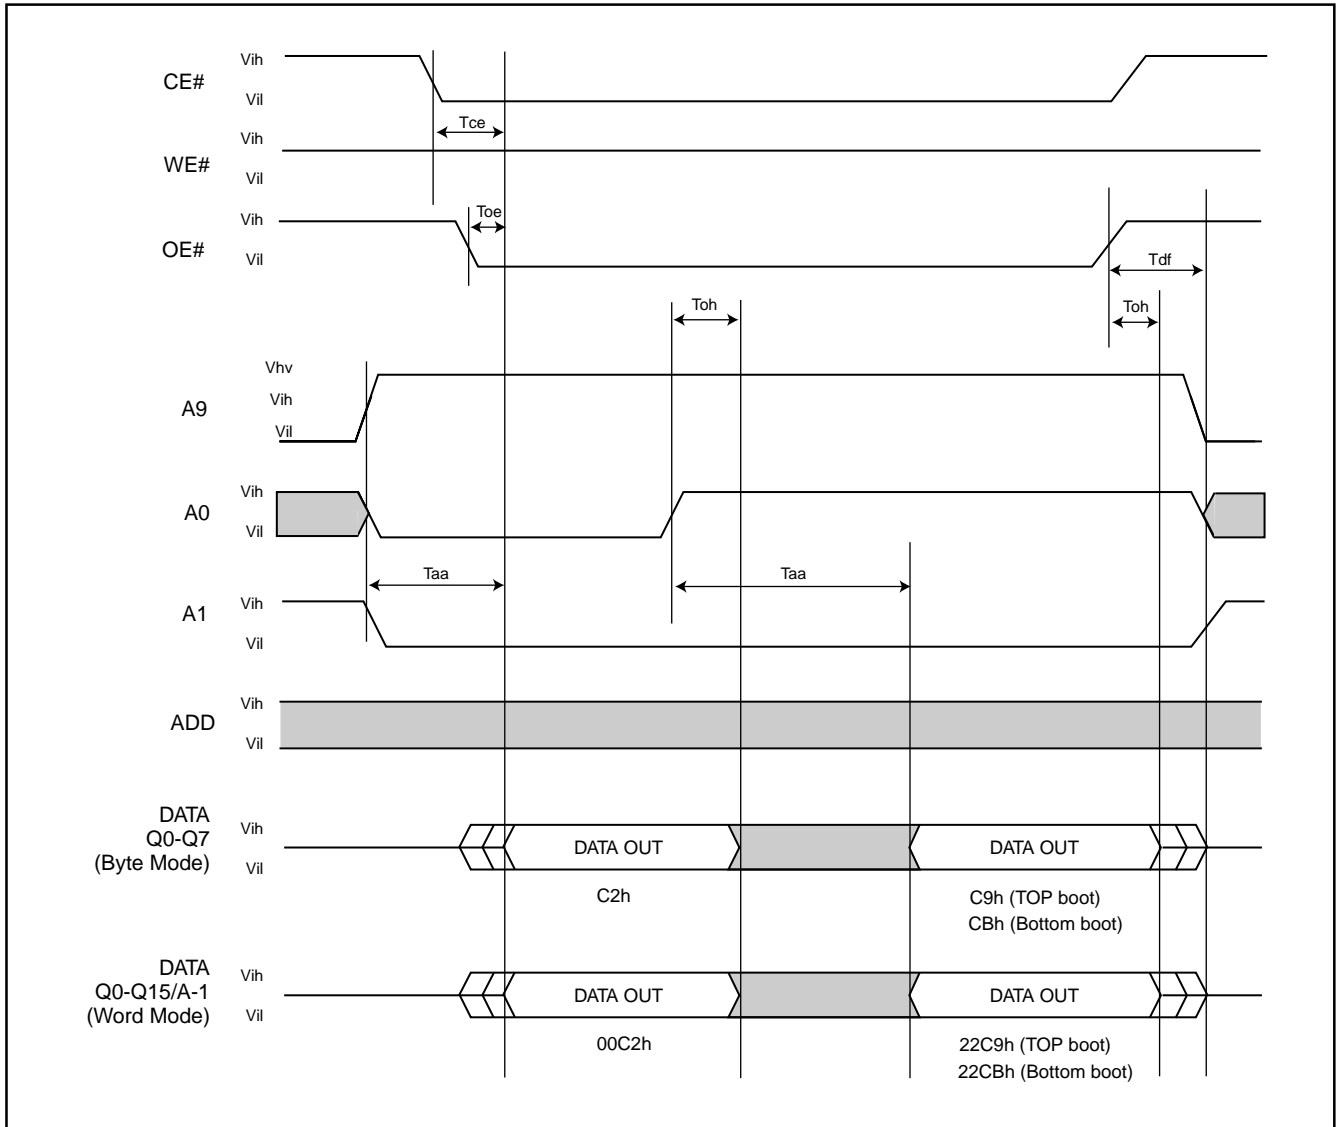 Vih
CE#
Vil
Tce
Vih
WE#
Vil
Vih
Toe
OE#
Vil
Tdf
Toh
Toh
Vhv
A9
Vih
Vil
Vih
A0
Vil
Taa
Taa
Vih
A1
Vil
Vih
ADD
Vil
DATA
Q0-Q7
(Byte Mode)
Vih
Vil
DATA OUT
DATA OUT
C2h
C9h (TOP boot)
CBh (Bottom boot)
DATA
Q0-Q15/A-1
(Word Mode)
Vih
Vil
DATA OUT
DATA OUT
00C2h
22C9h (TOP boot)
22CBh (Bottom boot)